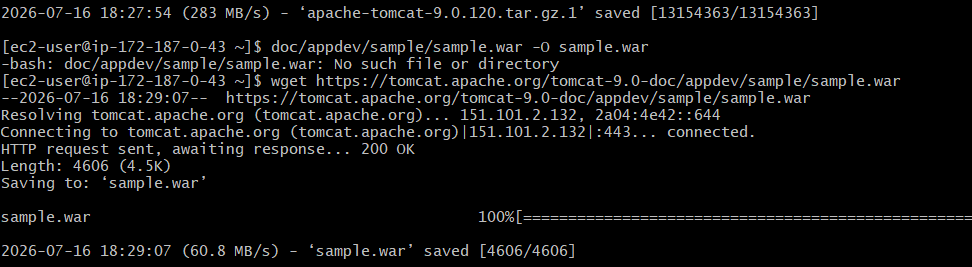 2026-07-16 18:27:54 (283 MB/s) - ‘apache-tomcat-9.0.120.tar.gz.1’ saved [13154363/13154363]
[ec2-user@ip-172-187-0-43 ~]$ doc/appdev/sample/sample.war -O sample.war
-bash: doc/appdev/sample/sample.war: No such file or directory
[ec2-user@ip-172-187-0-43 ~]$ wget https://tomcat.apache.org/tomcat-9.0-doc/appdev/sample/sample.war
--2026-07-16 18:29:07--  https://tomcat.apache.org/tomcat-9.0-doc/appdev/sample/sample.war
Resolving tomcat.apache.org (tomcat.apache.org)... 151.101.2.132, 2a04:4e42::644
Connecting to tomcat.apache.org (tomcat.apache.org)|151.101.2.132|:443... connected.
HTTP request sent, awaiting response... 200 OK
Length: 4606 (4.5K)
Saving to: ‘sample.war’
sample.war 100%[==================================================
2026-07-16 18:29:07 (60.8 MB/s) - ‘sample.war’ saved [4606/4606]